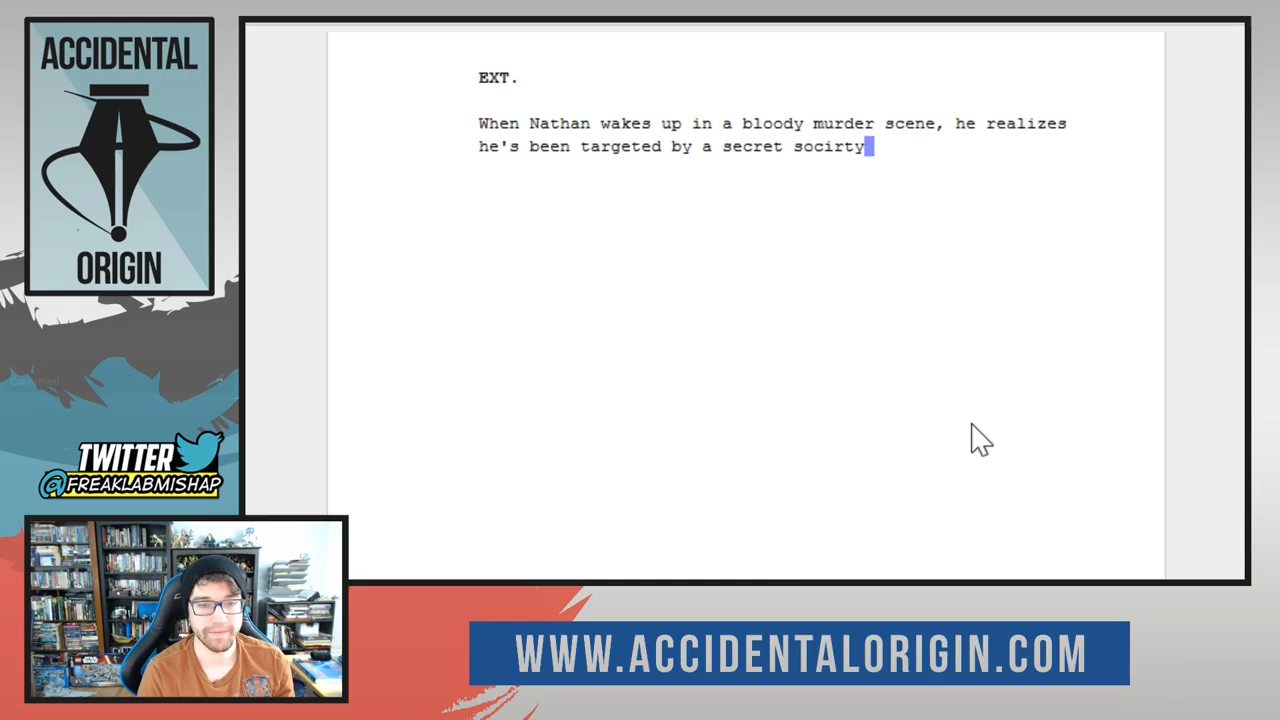 ACCIDENTAL
ORIGIN
EXT.
When Nathan wakes up in a bloody murder scene, he realizes
he's been targeted by a secret socirty
Confirmed
TWITTER
@FREAKLABMISHAP
WWW.ACCIDENTALORIGIN.COM